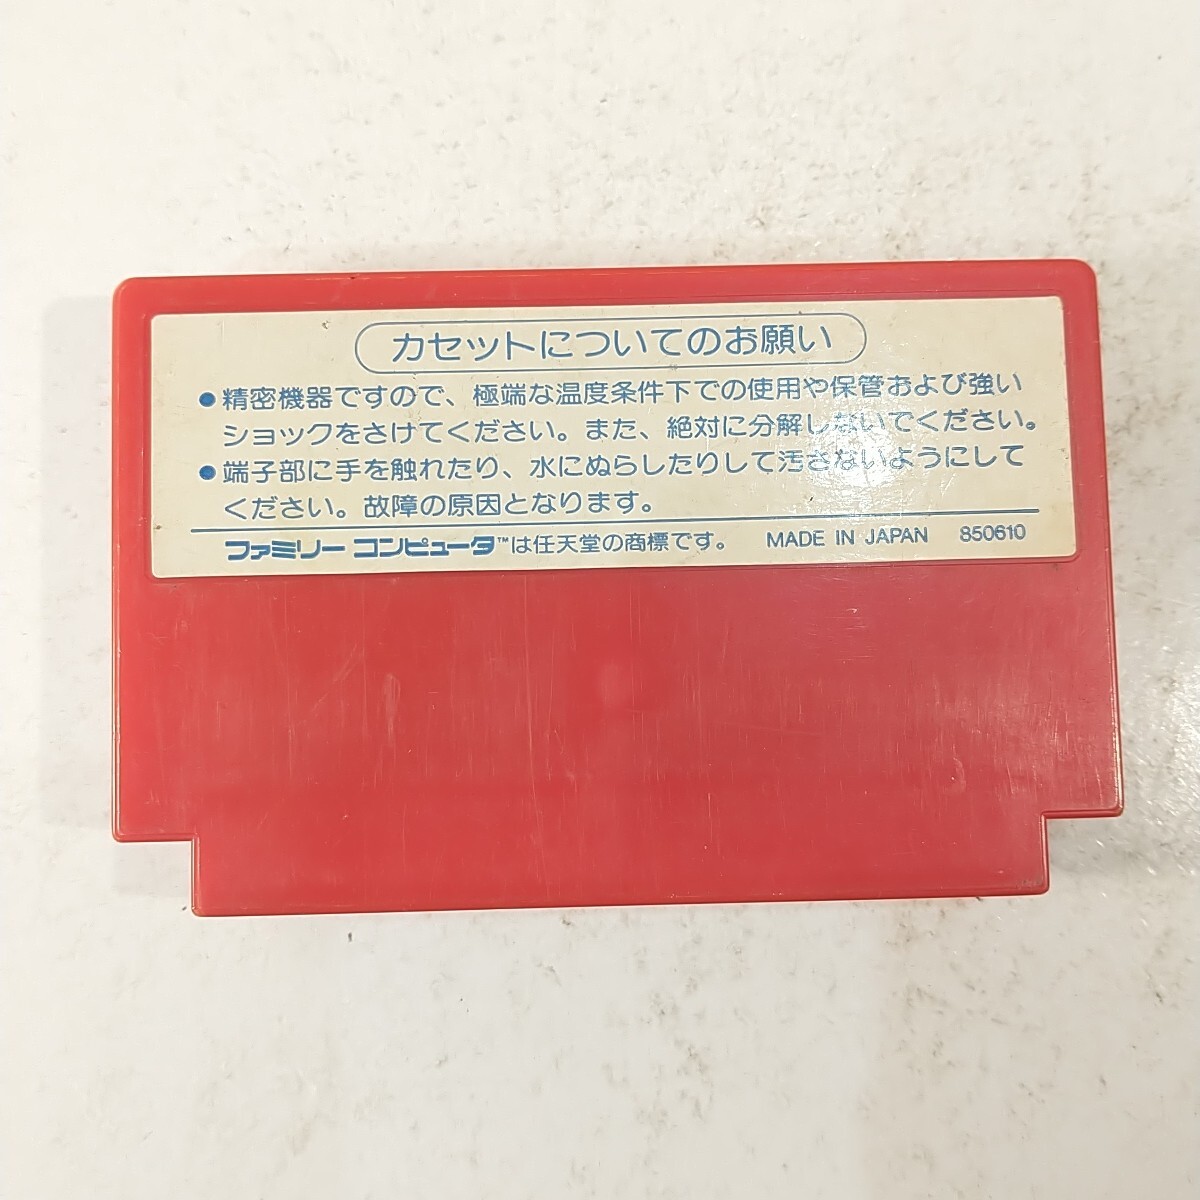 カセットについてのお願い
●精密機器ですので、極端な温度条件下での使用や保管および強い
ショックをさけてください。また、絶対に分解しないでください。
●端子部に手を触れたり、水にぬらしたりして汚さないようにして
ください。故障の原因となります。
ファミリー コンピュータ™は任天堂の商標です。 MADE IN JAPAN 850610